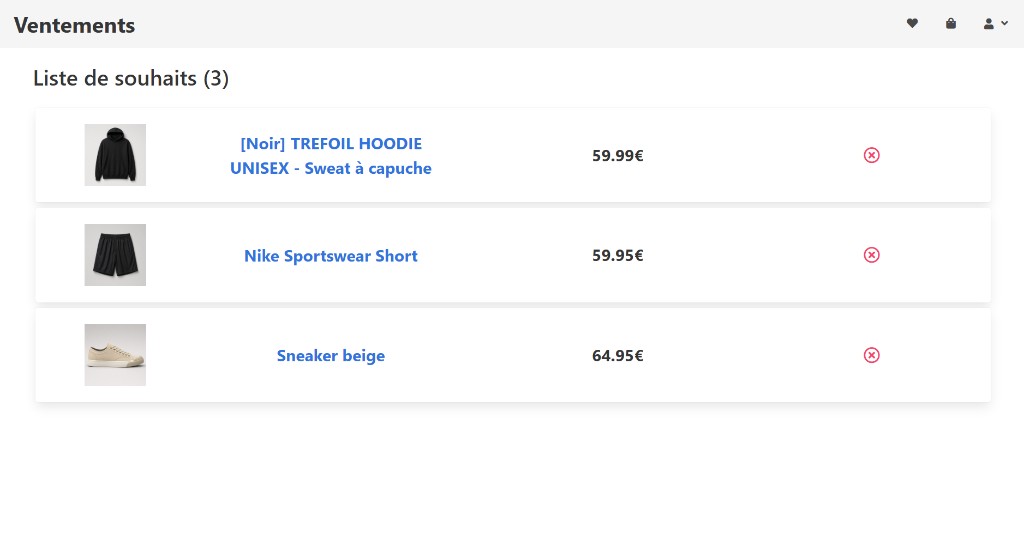 Ventements
Liste de souhaits (3)
[Noir] TREFOIL HOODIE
UNISEX - Sweat à capuche
59.99€
Nike Sportswear Short
59.95€
Sneaker beige
64.95€